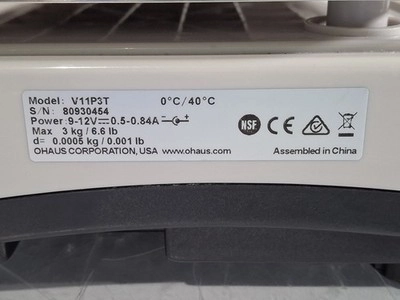 Model: V11P3T 0°C/40°C
S/N: 80930454
Power: 9-12V⎓0.5-0.84A - +
Max 3 kg / 6.6 lb
d= 0.0005 kg / 0.001 lb
OHAUS CORPORATION, USA www.ohaus.com
NSF CE
Assembled in China